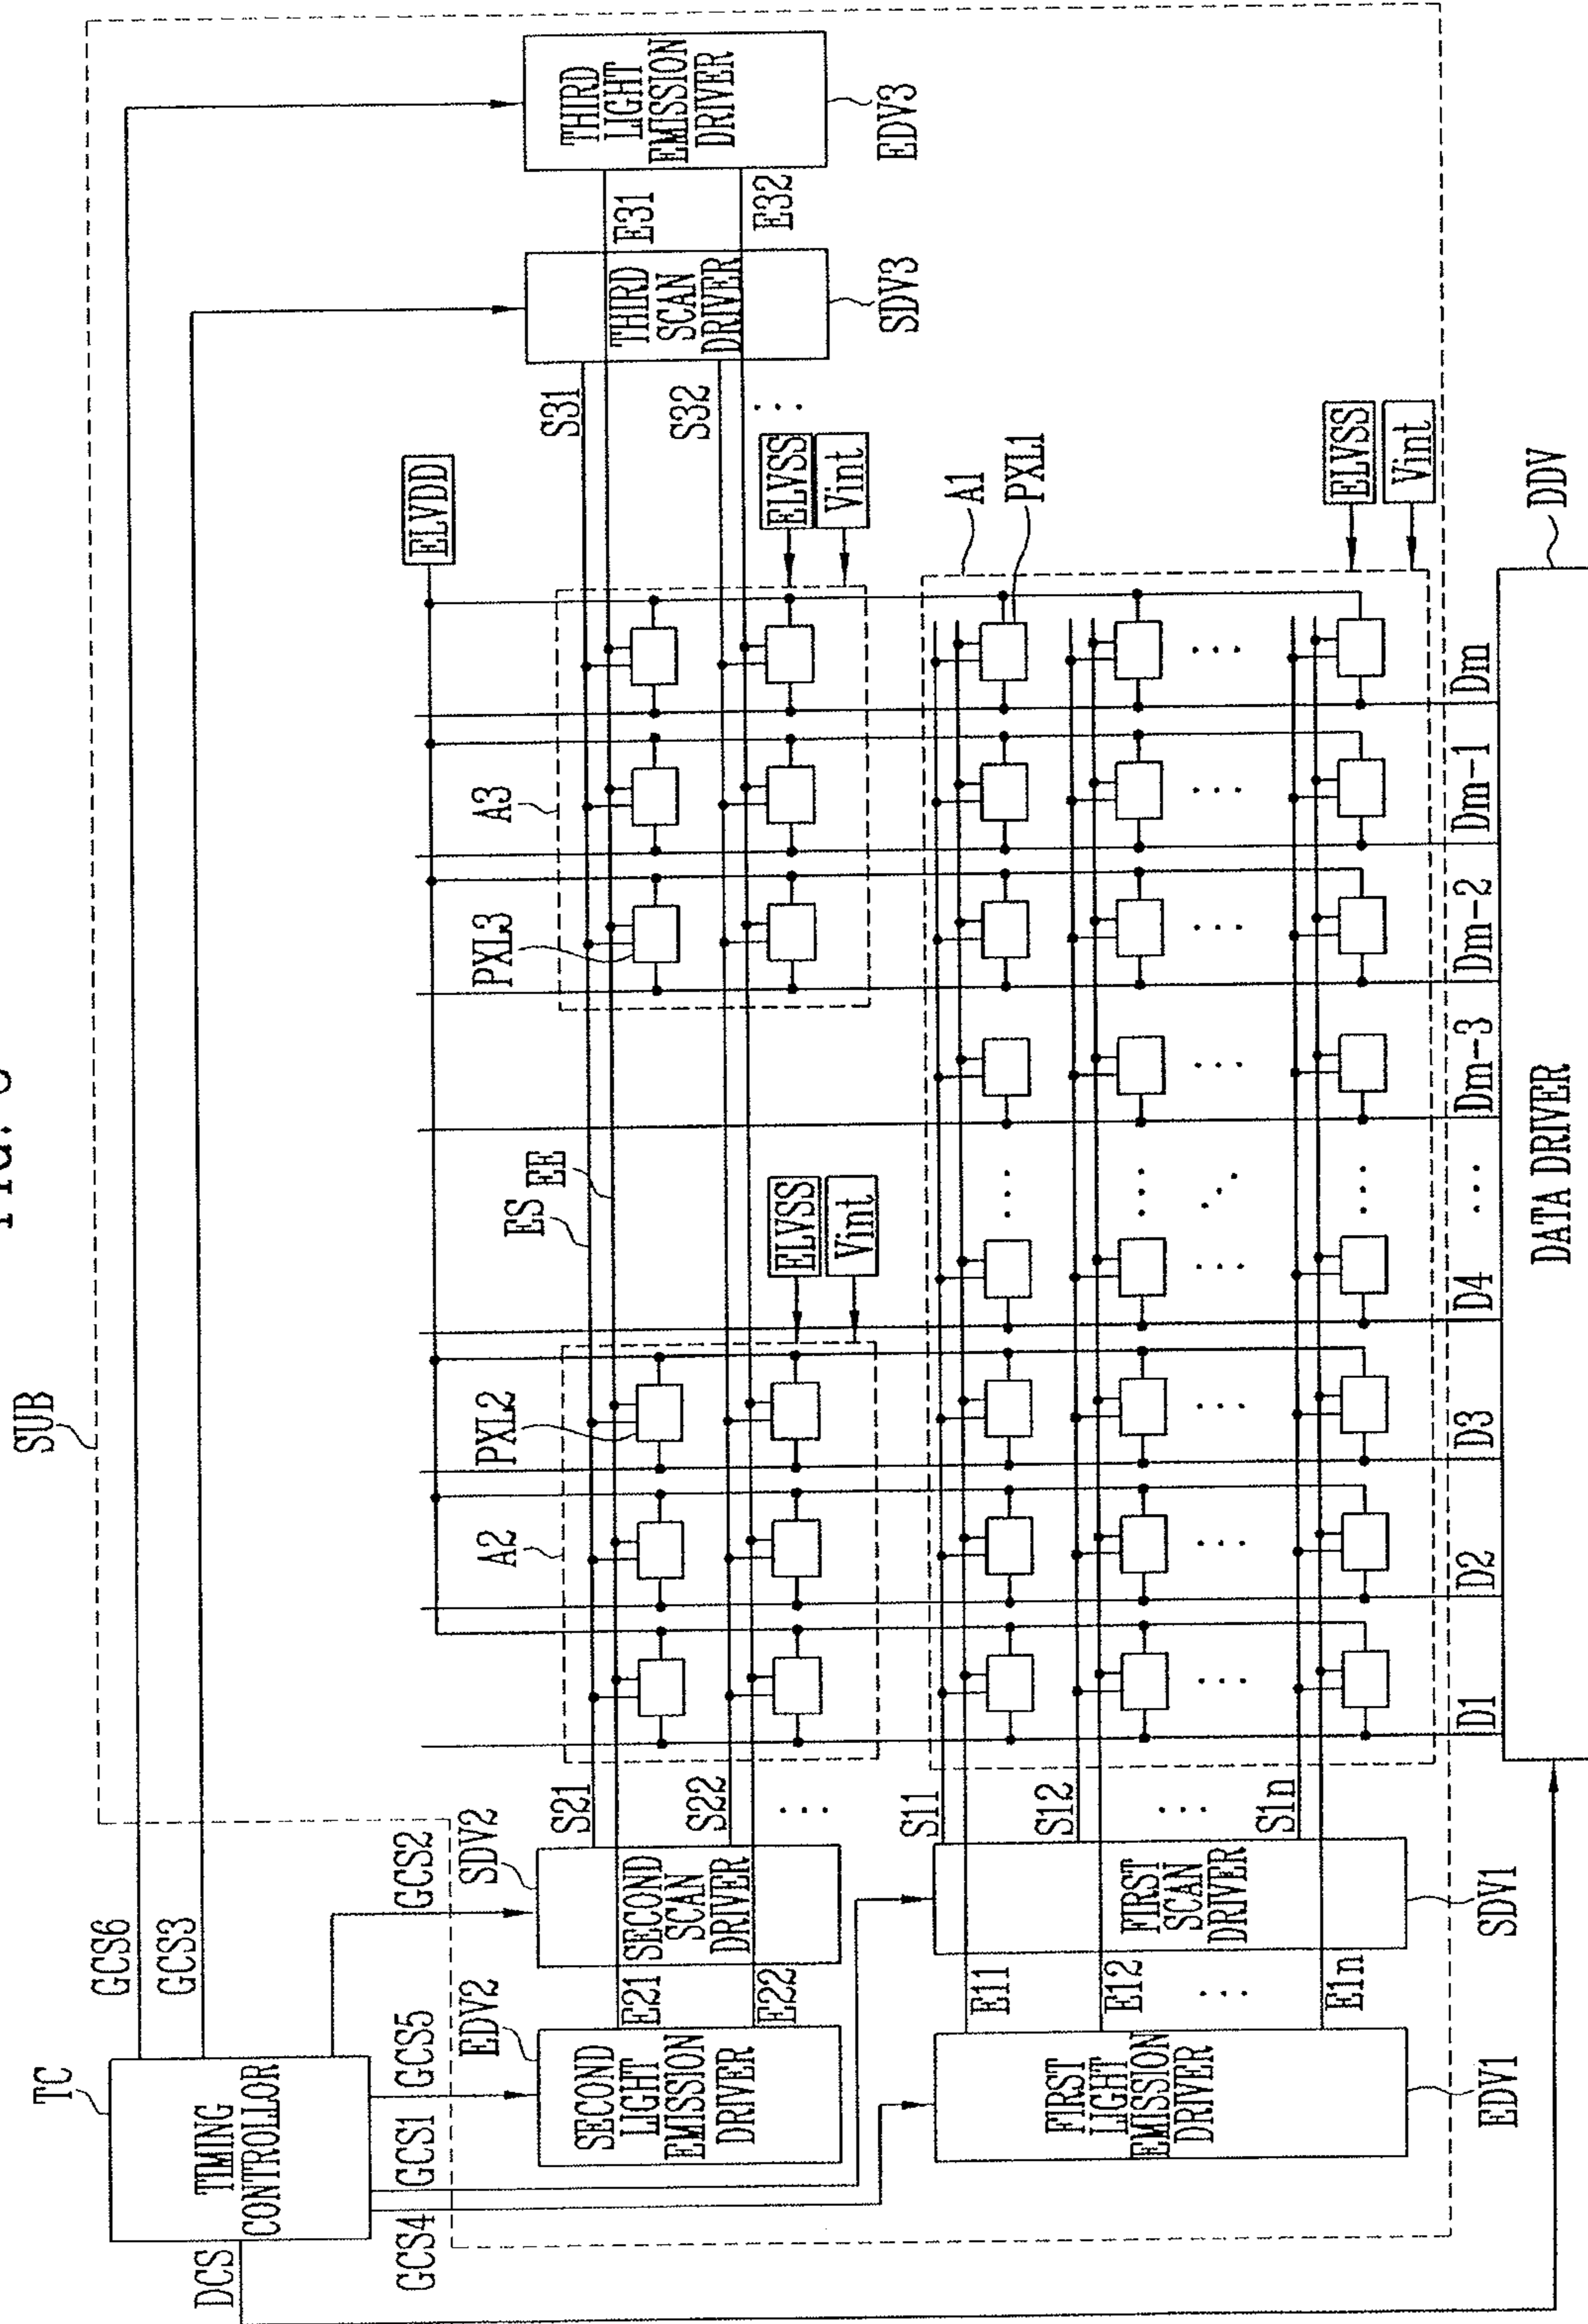 SUB
TC
TIMING
CONTROLLOR
DCS
GCS6
GCS3
GCS2
GCS5
GCS1
GCS4
SDV2
EDV2
SECOND
LIGHT
EMISSION
DRIVER
E21
E22
SECOND
SCAN
DRIVER
S21
S22
...
A2
PXL2
ES
EE
ELVSS
Vint
PXL3
A3
ELVDD
S31
S32
...
ELVSS
Vint
THIRD
SCAN
DRIVER
SDV3
E31
E32
THIRD
LIGHT
EMISSION
DRIVER
EDV3
FIRST
LIGHT
EMISSION
DRIVER
EDV1
E11
E12
...
E1n
FIRST
SCAN
DRIVER
SDV1
S11
S12
...
S1n
A1
PXL1
ELVSS
Vint
D1
D2
D3
D4
...
Dm-3
Dm-2
Dm-1
Dm
DATA DRIVER
DDV